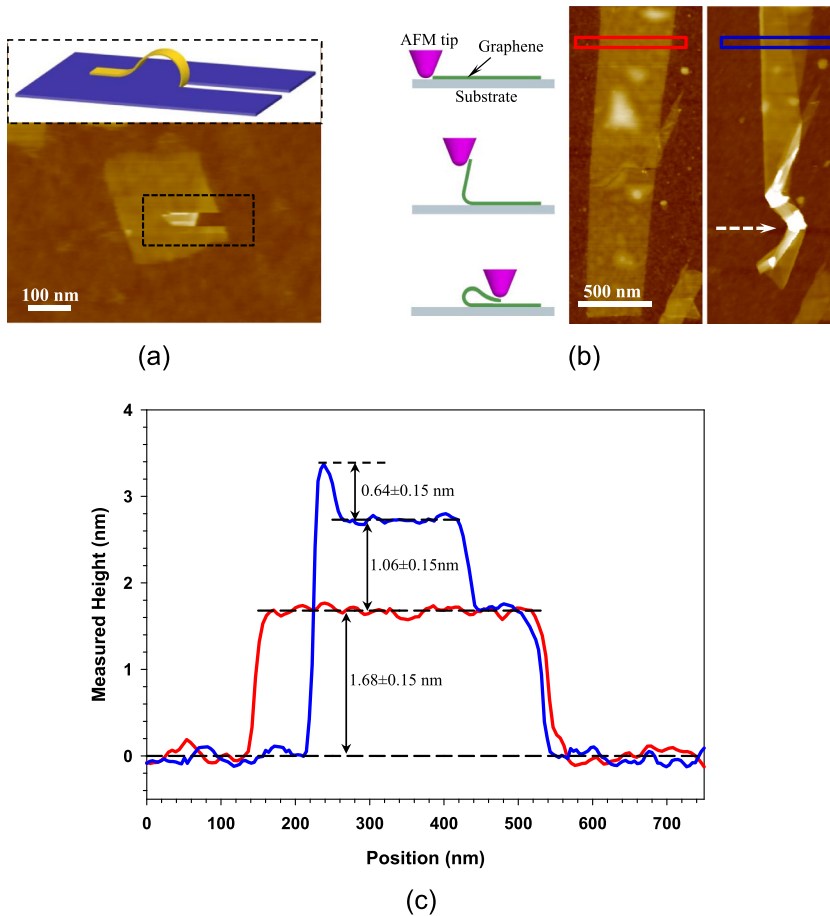 100 nm
(a)
AFM tip
Graphene
Substrate
500 nm
(b)
Measured Height (nm)
4
3
2
1
0
0.64±0.15 nm
1.06±0.15nm
1.68±0.15 nm
0 100 200 300 400 500 600 700
Position (nm)
(c)